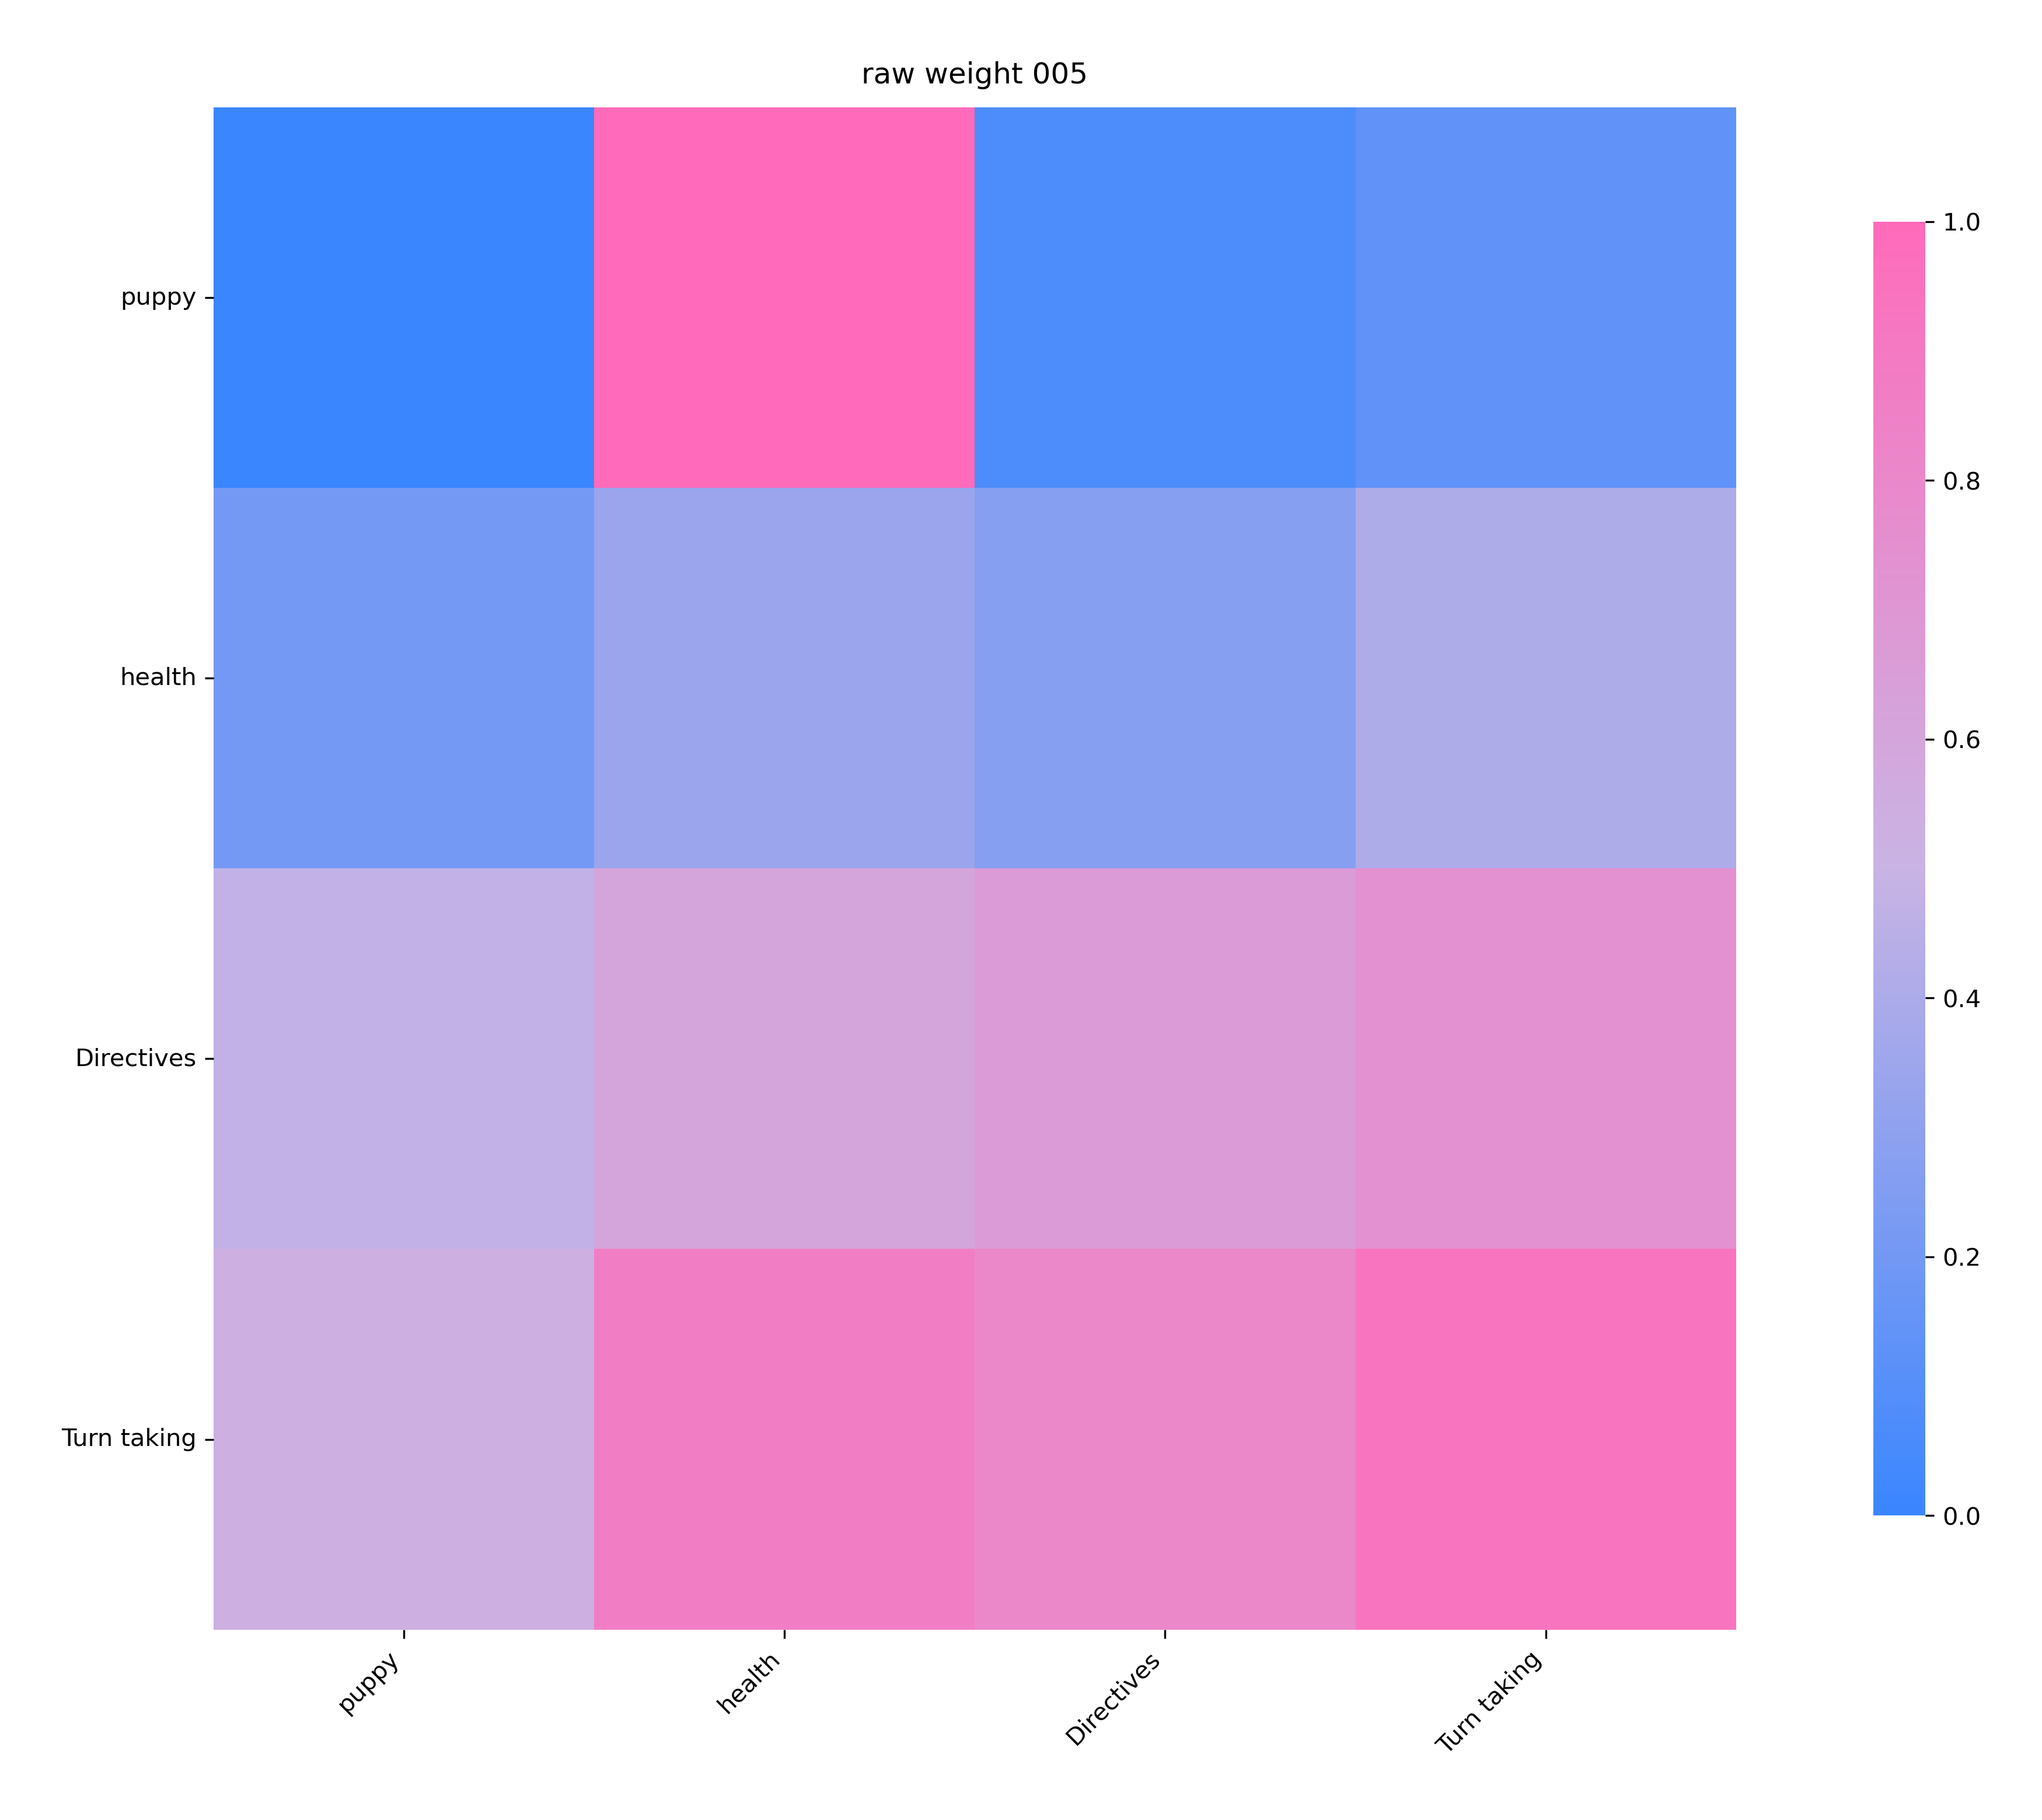 raw weight 005
puppy
health
Directives
Turn taking
puppy
health
Directives
Turn taking
1.0
0.8
0.6
0.4
0.2
0.0